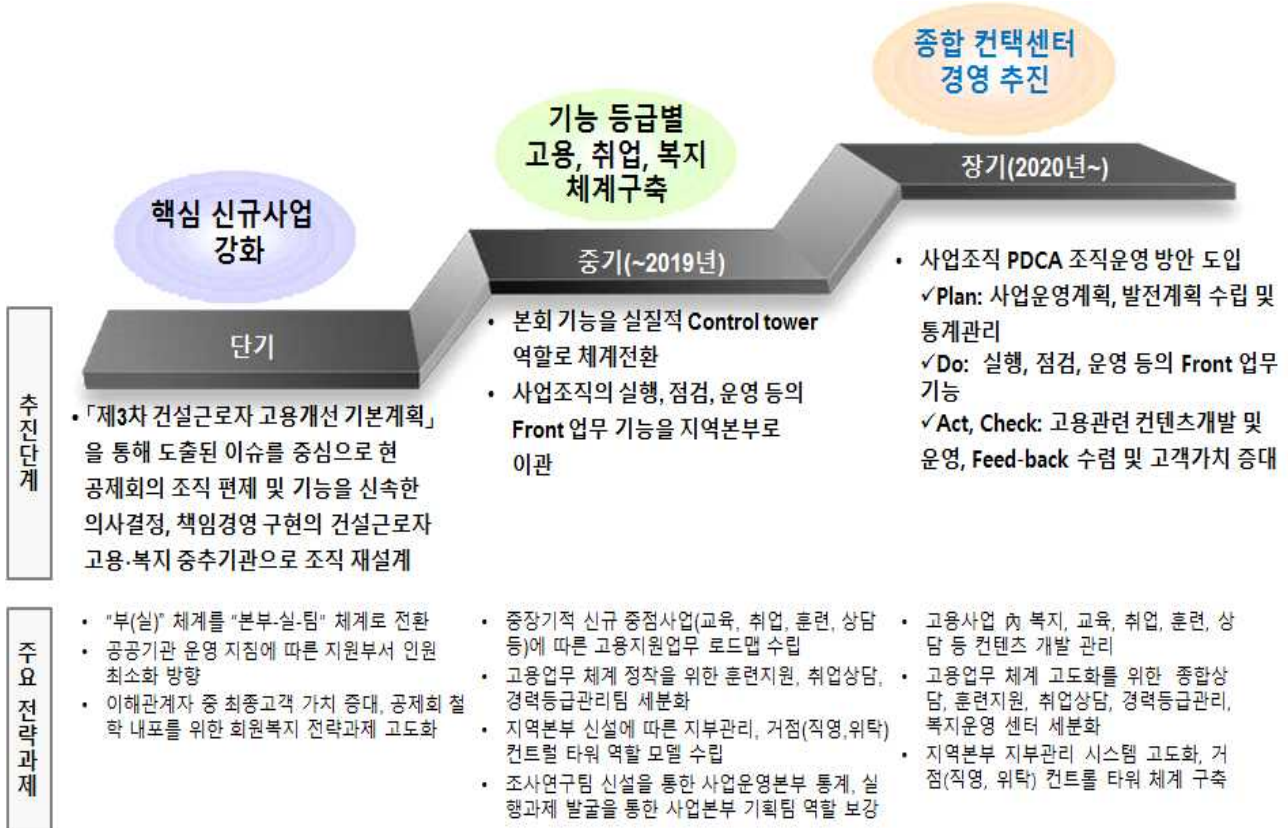 핵심 신규사업
강화
기능 등급별
고용, 취업, 복지
체계구축
종합 컨택센터
경영 추진
단기
중기(~2019년)
장기(2020년~)
추진단계
• 「제3차 건설근로자 고용개선 기본계획」
을 통해 도출된 이슈를 중심으로 현
공제회의 조직 편제 및 기능을 신속한
의사결정, 책임경영 구현의 건설근로자
고용·복지 중추기관으로 조직 재설계
• 본회 기능을 실질적 Control tower
역할로 체계전환
• 사업조직의 실행, 점검, 운영 등의
Front 업무 기능을 지역본부로
이관
• 사업조직 PDCA 조직운영 방안 도입
✓Plan: 사업운영계획, 발전계획 수립 및
통계관리
✓Do: 실행, 점검, 운영 등의 Front 업무
기능
✓Act, Check: 고용관련 컨텐츠개발 및
운영, Feed-back 수렴 및 고객가치 증대
주요 전략과제
• "부(실)" 체계를 "본부-실-팀" 체계로 전환
• 공공기관 운영 지침에 따른 지원부서 인원
최소화 방향
• 이해관계자 중 최종고객 가치 증대, 공제회 철
학 내포를 위한 회원복지 전략과제 고도화
• 중장기적 신규 중점사업(교육, 취업, 훈련, 상담
등)에 따른 고용지원업무 로드맵 수립
• 고용업무 체계 정착을 위한 훈련지원, 취업상담,
경력등급관리팀 세분화
• 지역본부 신설에 따른 지부관리, 거점(직영,위탁)
컨트럴 타워 역할 모델 수립
• 조사연구팀 신설을 통한 사업운영본부 통계, 실
행과제 발굴을 통한 사업본부 기획팀 역할 보강
• 고용사업 內 복지, 교육, 취업, 훈련, 상
담 등 컨텐츠 개발 관리
• 고용업무 체계 고도화를 위한 종합상
담, 훈련지원, 취업상담, 경력등급관리,
복지운영 센터 세분화
• 지역본부 지부관리 시스템 고도화, 거
점(직영, 위탁) 컨트롤 타워 체계 구축